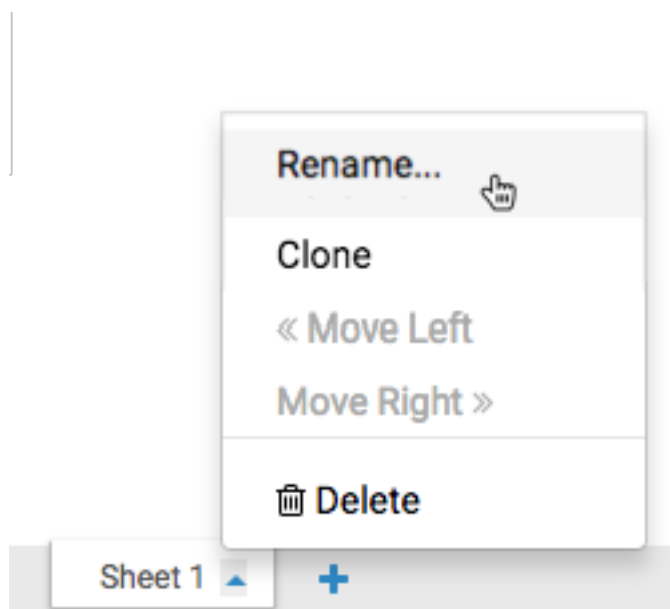 Rename...
Clone
« Move Left
Move Right »
Delete
Sheet 1